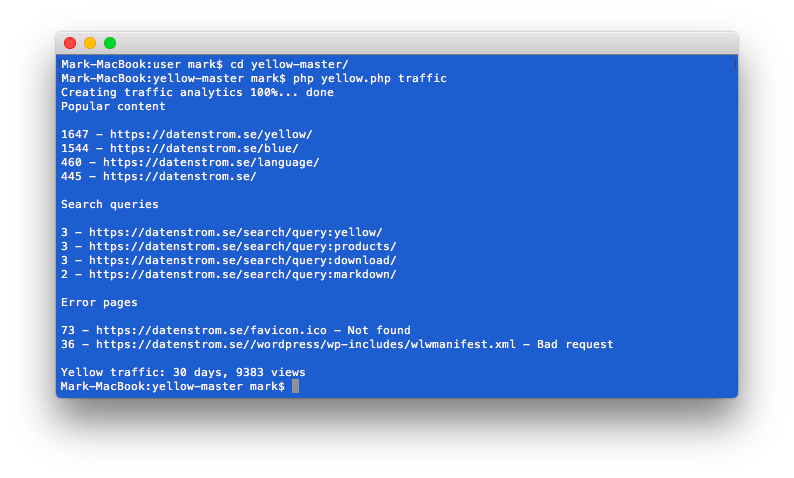 Mark-MacBook:user mark$ cd yellow-master/
Mark-MacBook:yellow-master mark$ php yellow.php traffic
Creating traffic analytics 100%... done
Popular content
1647 - https://datenstrom.se/yellow/
1544 - https://datenstrom.se/blue/
460 - https://datenstrom.se/language/
445 - https://datenstrom.se/
Search queries
3 - https://datenstrom.se/search/query:yellow/
3 - https://datenstrom.se/search/query:products/
3 - https://datenstrom.se/search/query:download/
2 - https://datenstrom.se/search/query:markdown/
Error pages
73 - https://datenstrom.se/favicon.ico - Not found
36 - https://datenstrom.se//wordpress/wp-includes/wlwmanifest.xml - Bad request
Yellow traffic: 30 days, 9383 views
Mark-MacBook:yellow-master mark$